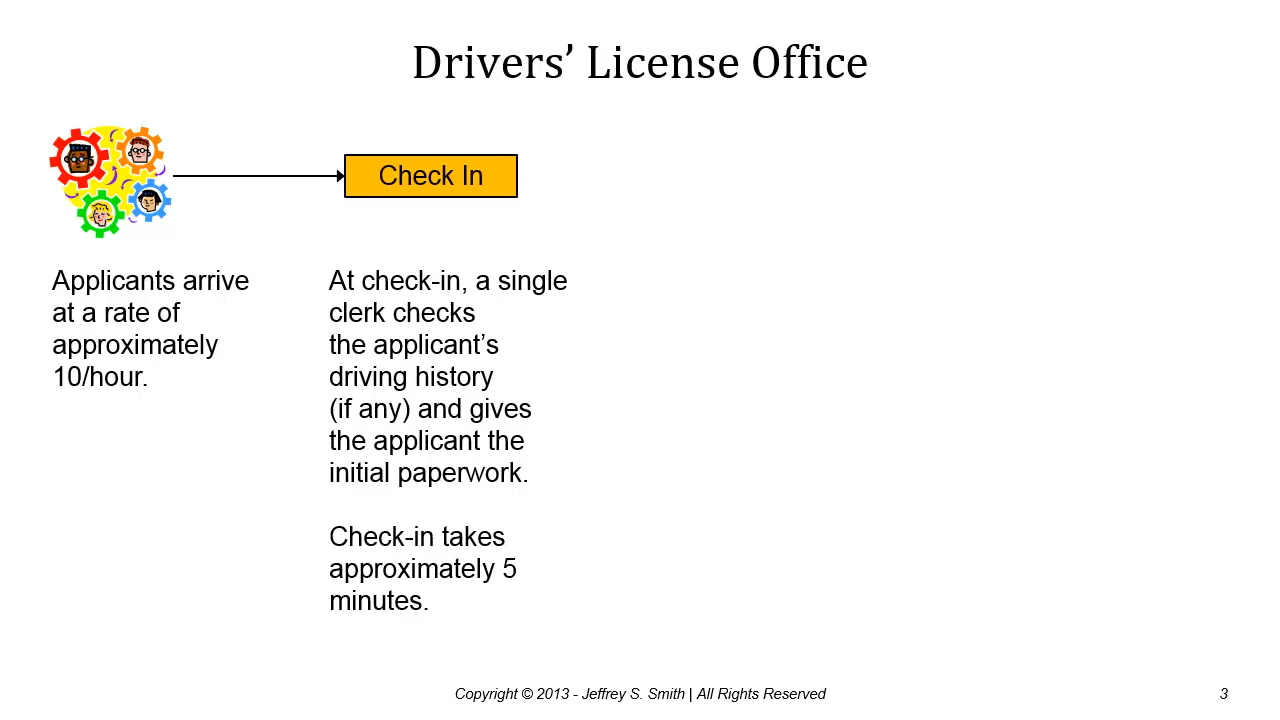 Drivers’ License Office
Check In
Applicants arrive
at a rate of
approximately
10/hour.
At check-in, a single
clerk checks
the applicant’s
driving history
(if any) and gives
the applicant the
initial paperwork.
Check-in takes
approximately 5
minutes.
Copyright © 2013 - Jeffrey S. Smith | All Rights Reserved
3